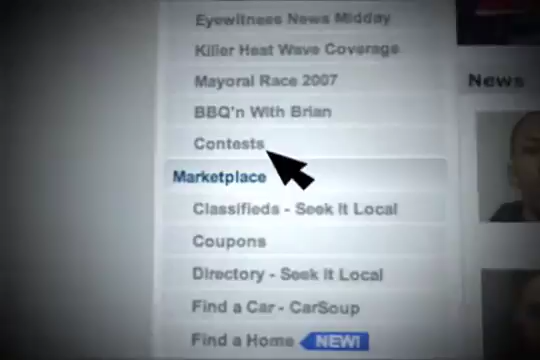 Eyewitness News Midday
Killer Heat Wave Coverage
Mayoral Race 2007
BBQ'n With Brian
Contests
Marketplace
Classifieds - Seek It Local
Coupons
Directory - Seek It Local
Find a Car - CarSoup
Find a Home NEW!
News